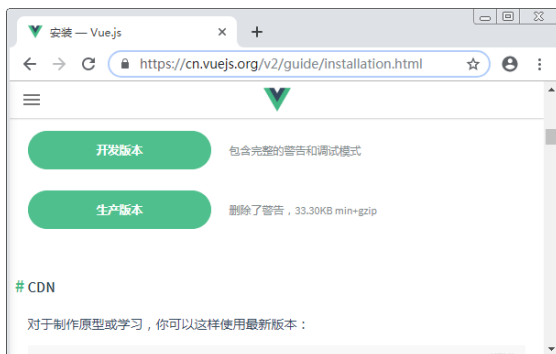 安装 — Vue.js
https://cn.vuejs.org/v2/guide/installation.html
开发版本 包含完整的警告和调试模式
生产版本 删除了警告，33.30KB min+gzip
# CDN
对于制作原型或学习，你可以这样使用最新版本：